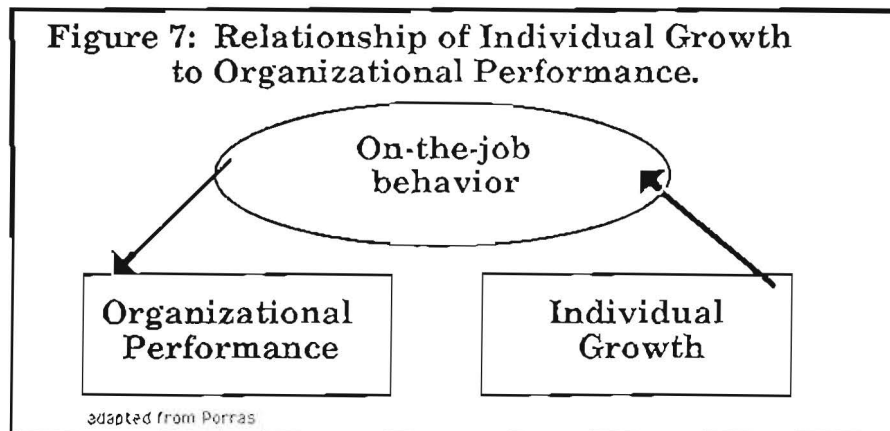 Figure 7: Relationship of Individual Growth
to Organizational Performance.
On-the-job
behavior
Organizational
Performance
Individual
Growth
adapted from Porras